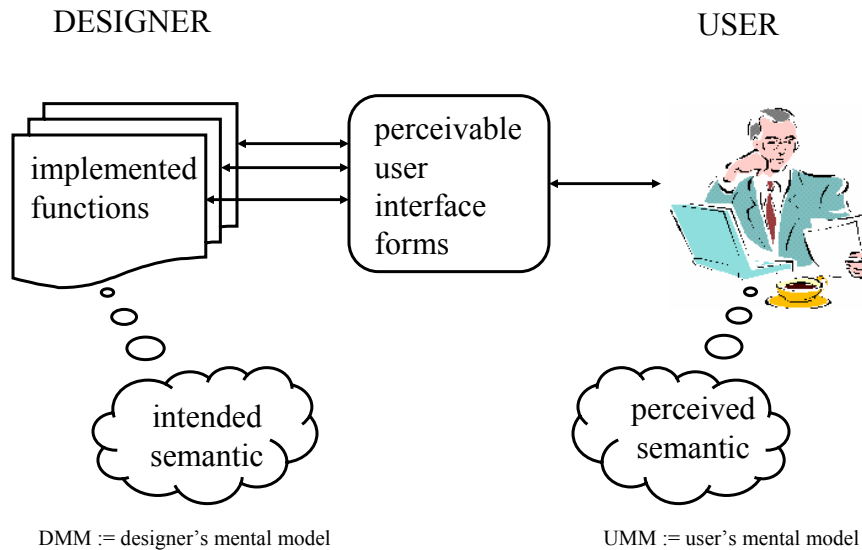 DESIGNER
USER
implemented
functions
perceivable
user
interface
forms
intended
semantic
perceived
semantic
DMM := designer's mental model
UMM := user's mental model